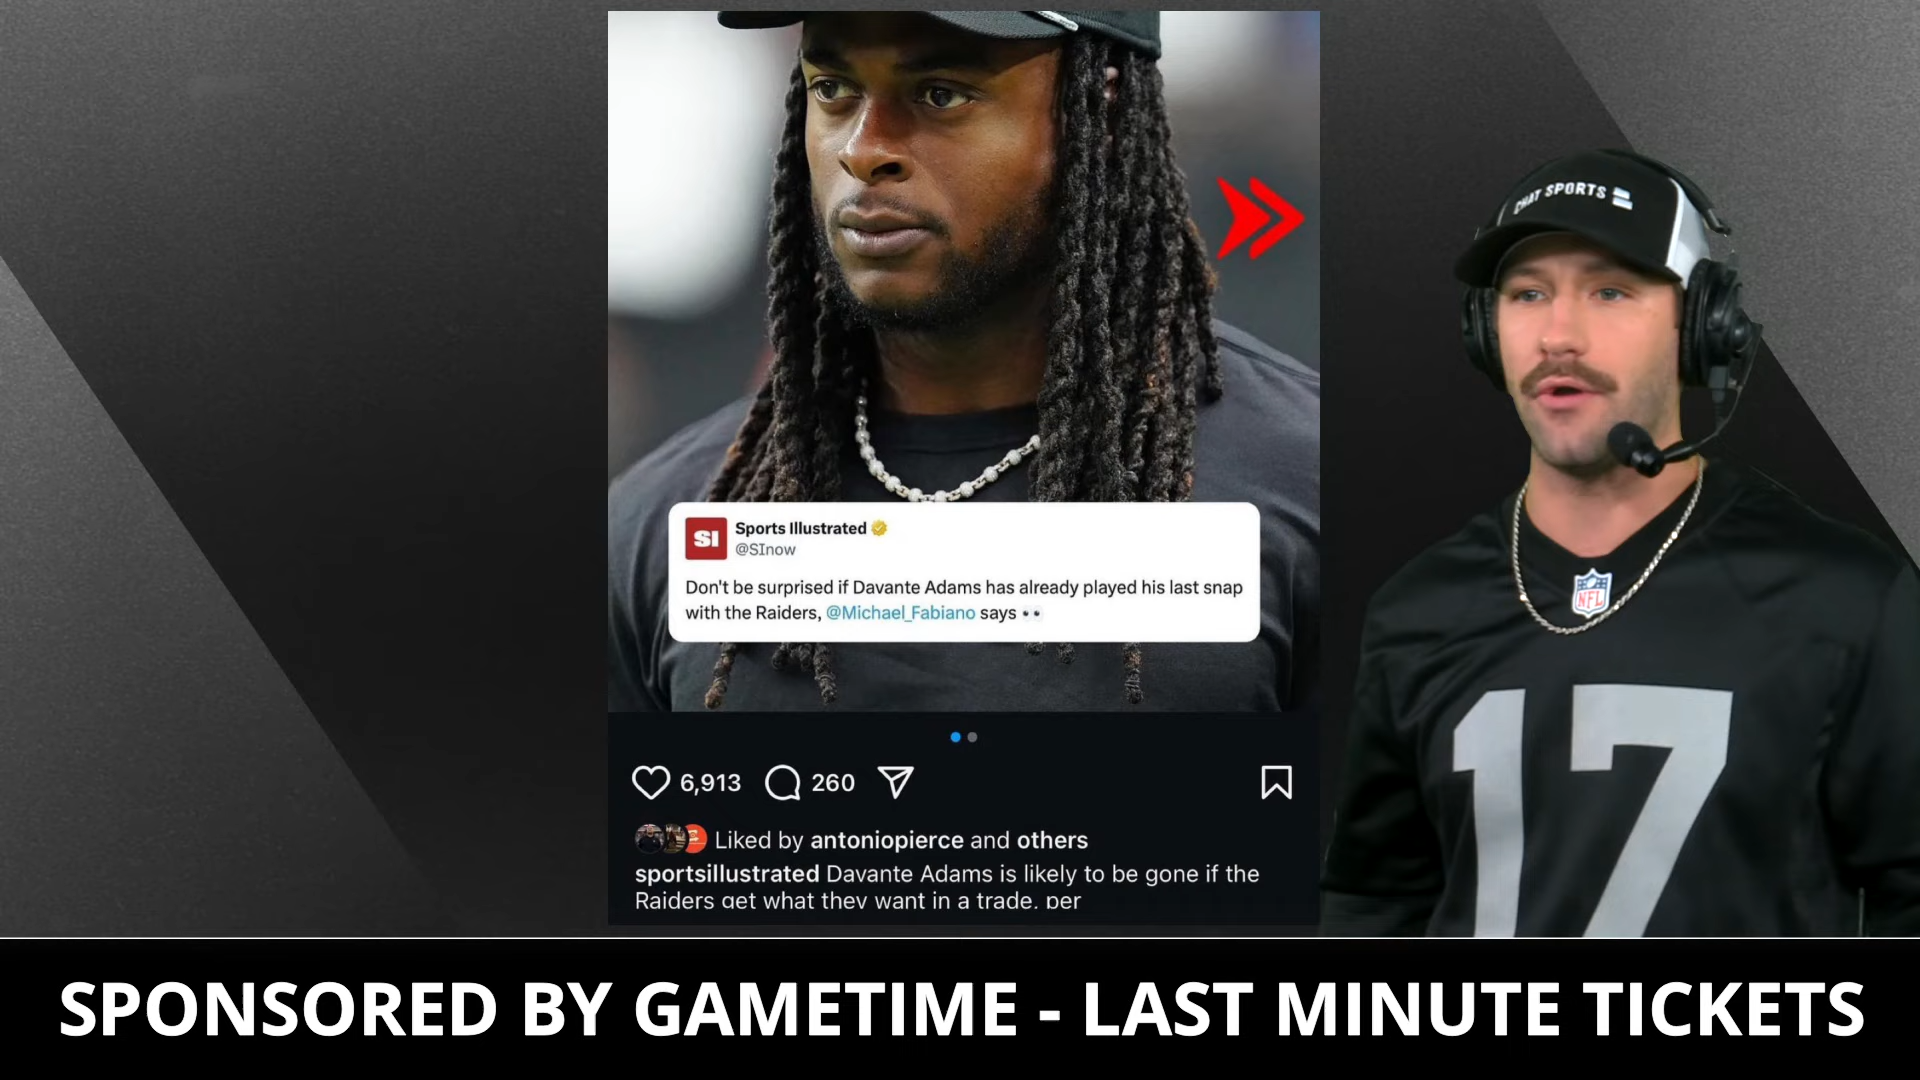 CHAT SPORTS
SI
Sports Illustrated
@SInow
Don't be surprised if Davante Adams has already played his last snap
with the Raiders, @Michael_Fabiano says 👀
NFL
17
6,913
260
Liked by antoniopierce and others
sportsillustrated Davante Adams is likely to be gone if the
Raiders get what they want in a trade, per
SPONSORED BY GAMETIME - LAST MINUTE TICKETS